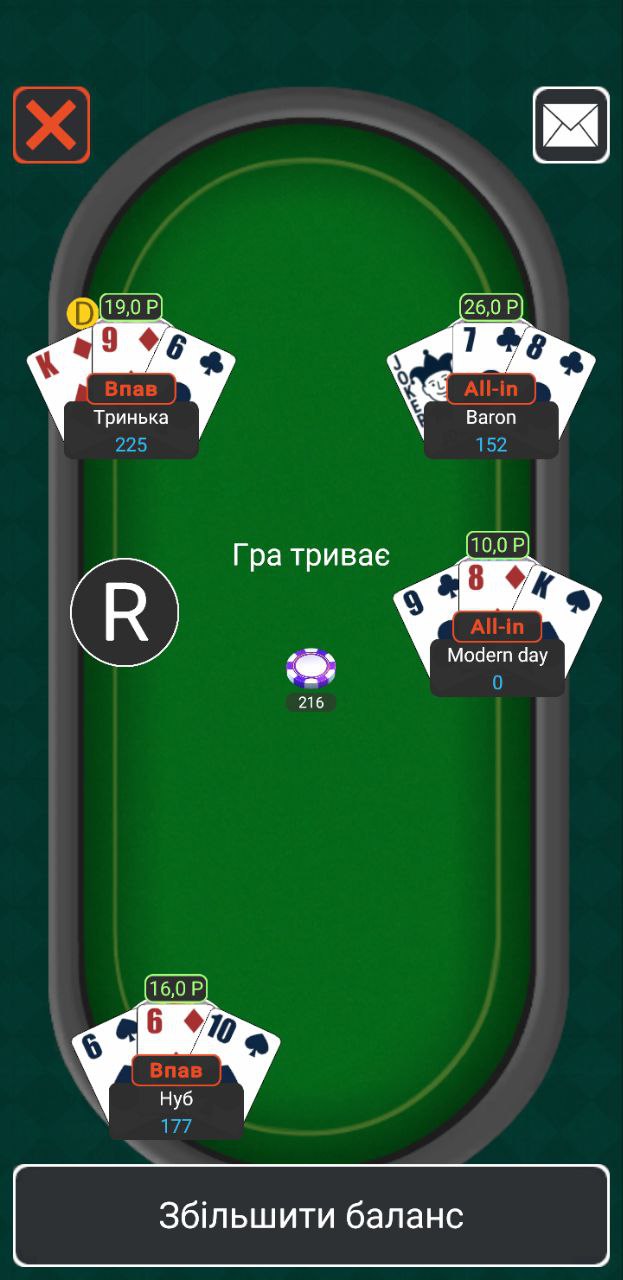 D 19,0 P
K 9 6
Впав
Тринька
225
26,0 P
JOKER 7 8
All-in
Baron
152
Гра триває
R
216
10,0 P
9 8 K
All-in
Modern day
0
16,0 P
6 6 10
Впав
Нуб
177
Збільшити баланс